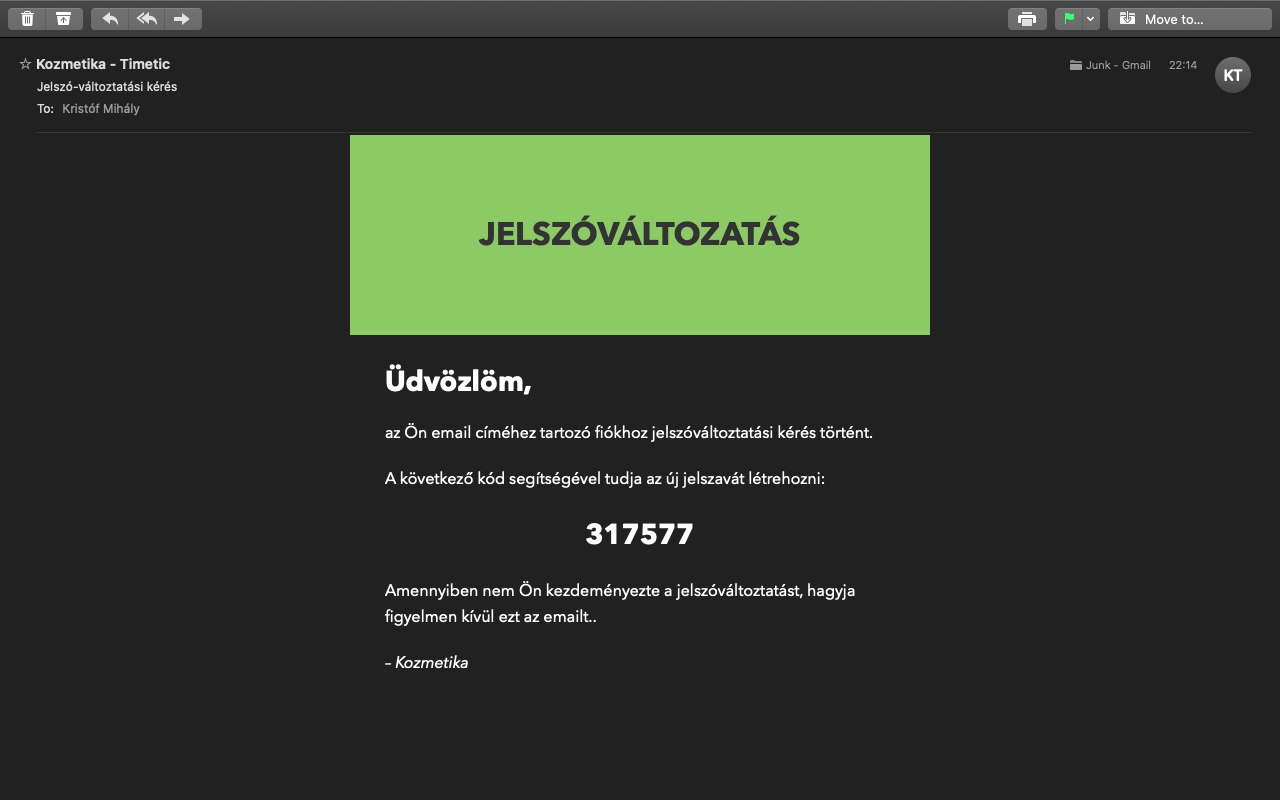 Move to...
Kozmetika - Timetic
Junk - Gmail
22:14
KT
Jelszó-változtatási kérés
To: Kristóf Mihály
JELSZÓVÁLTOZATÁS
Üdvözlöm,
az Ön email címéhez tartozó fiókhoz jelszóváltoztatási kérés történt.
A következő kód segítségével tudja az új jelszavát létrehozni:
317577
Amennyiben nem Ön kezdeményezte a jelszóváltoztatást, hagyja
figyelmen kívül ezt az emailt..
– Kozmetika